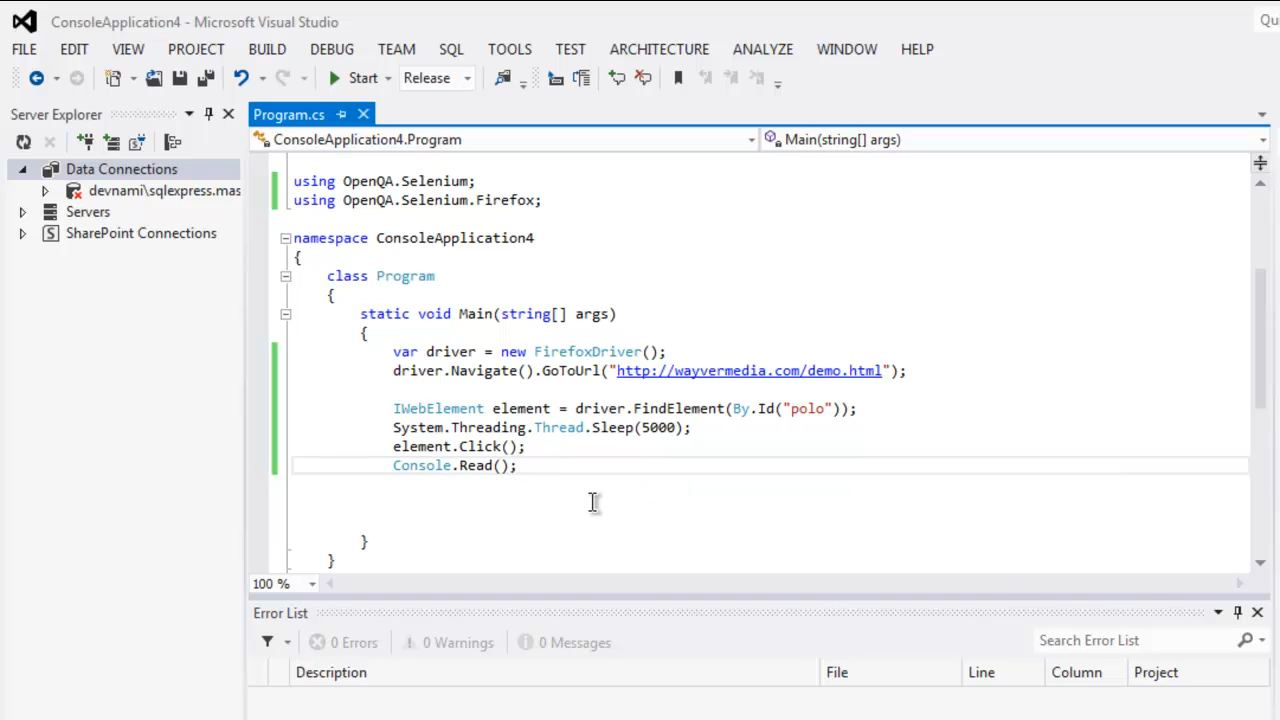 ConsoleApplication4 - Microsoft Visual Studio
Qu
FILE EDIT VIEW PROJECT BUILD DEBUG TEAM SQL TOOLS TEST ARCHITECTURE ANALYZE WINDOW HELP
Start Release
Server Explorer
Program.cs
ConsoleApplication4.Program
Main(string[] args)
Data Connections
devnami\sqlexpress.mas
Servers
SharePoint Connections
using OpenQA.Selenium;
using OpenQA.Selenium.Firefox;
namespace ConsoleApplication4
{
class Program
{
static void Main(string[] args)
{
var driver = new FirefoxDriver();
driver.Navigate().GoToUrl("http://wayvermedia.com/demo.html");
IWebElement element = driver.FindElement(By.Id("polo"));
System.Threading.Thread.Sleep(5000);
element.Click();
Console.Read();
}
}
100 %
Error List
0 Errors 0 Warnings 0 Messages
Search Error List
Description File Line Column Project